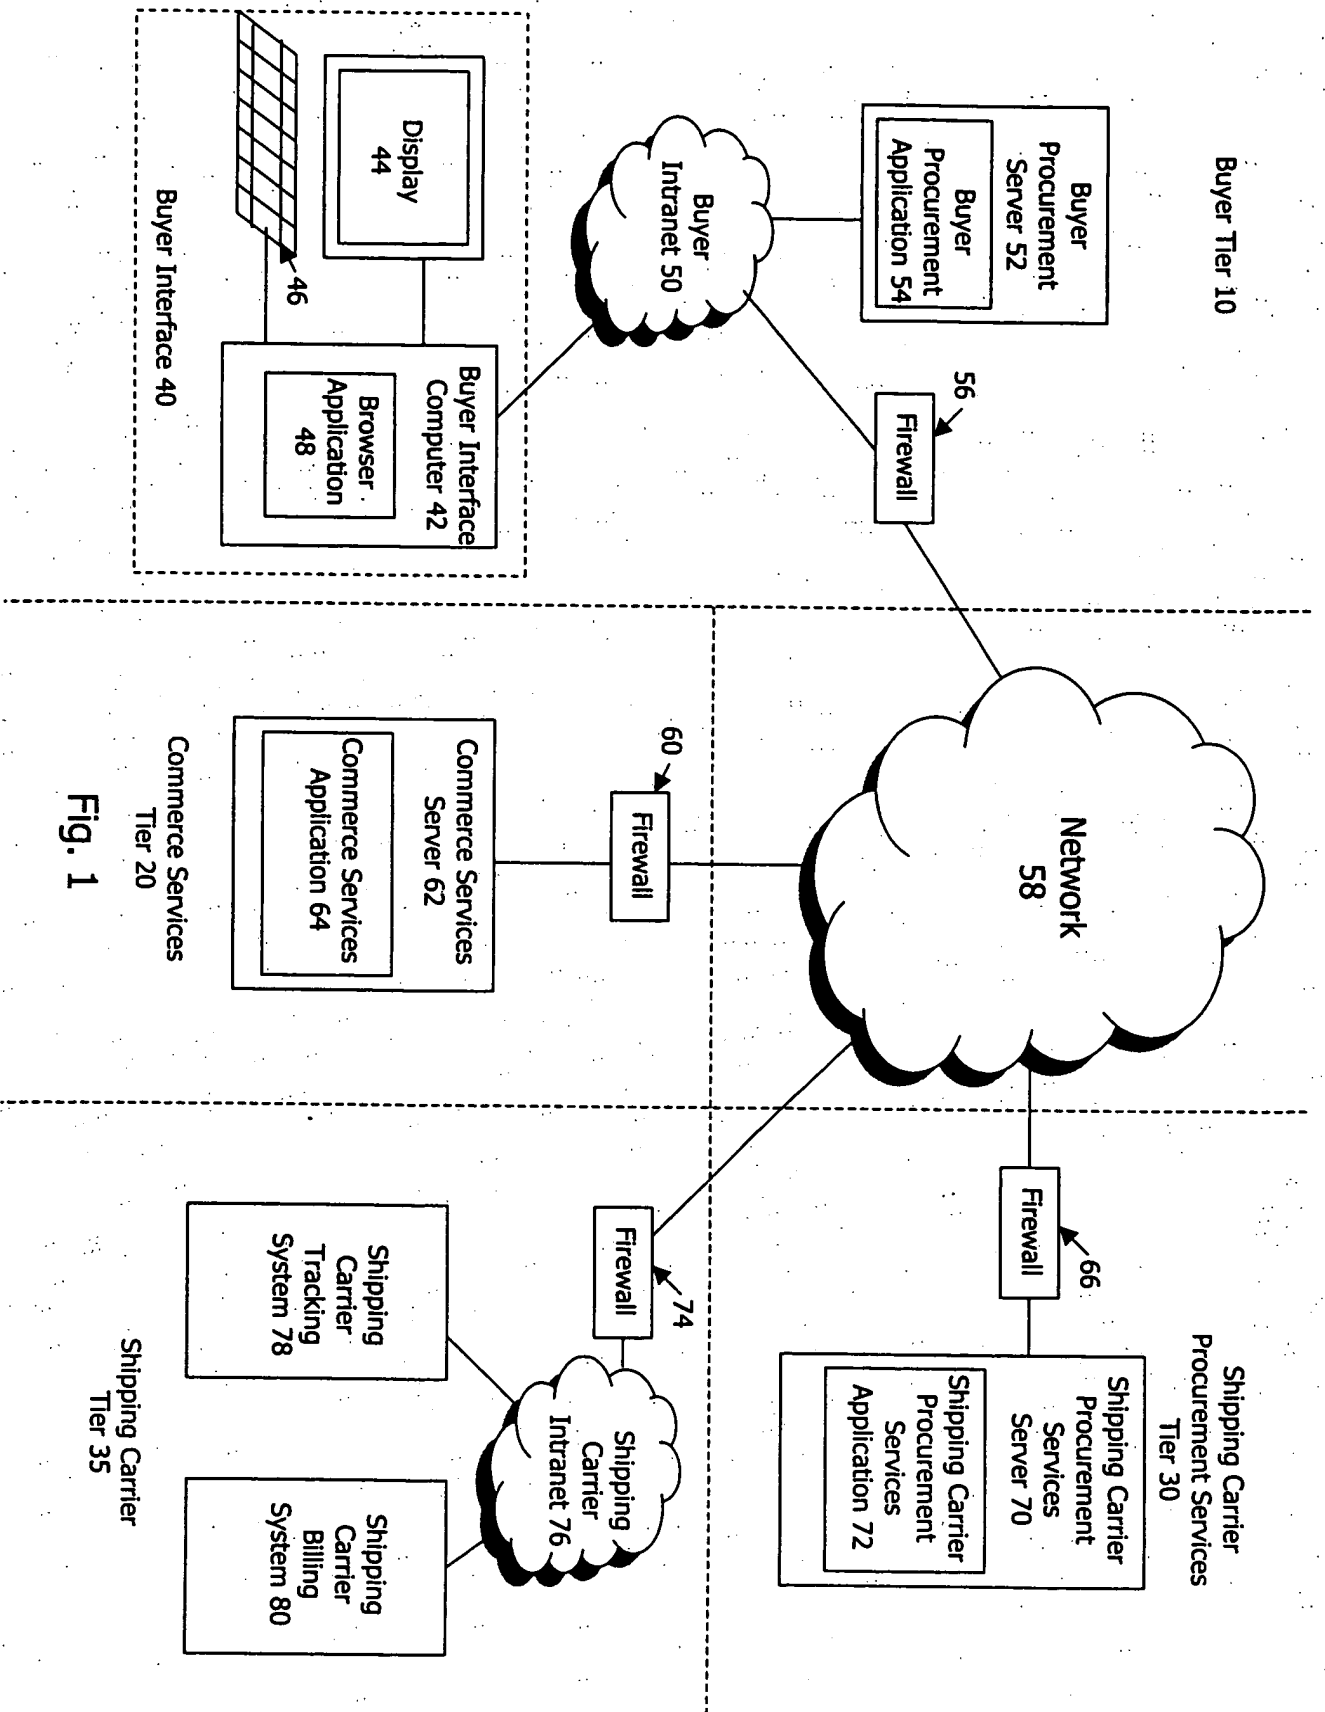 Buyer Tier 10
Buyer
Procurement
Server 52
Buyer
Procurement
Application 54
Buyer
Intranet 50
56
Firewall
Display
44
46
Buyer Interface
Computer 42
Browser
Application
48
Buyer Interface 40
Network
58
60
Firewall
Commerce Services
Server 62
Commerce Services
Application 64
Commerce Services
Tier 20
Fig. 1
Shipping Carrier
Procurement Services
Tier 30
66
Firewall
Shipping Carrier
Procurement
Services
Server 70
Shipping Carrier
Procurement
Services
Application 72
74
Firewall
Shipping
Carrier
Intranet 76
Shipping
Carrier
Tracking
System 78
Shipping
Carrier
Billing
System 80
Shipping Carrier
Tier 35